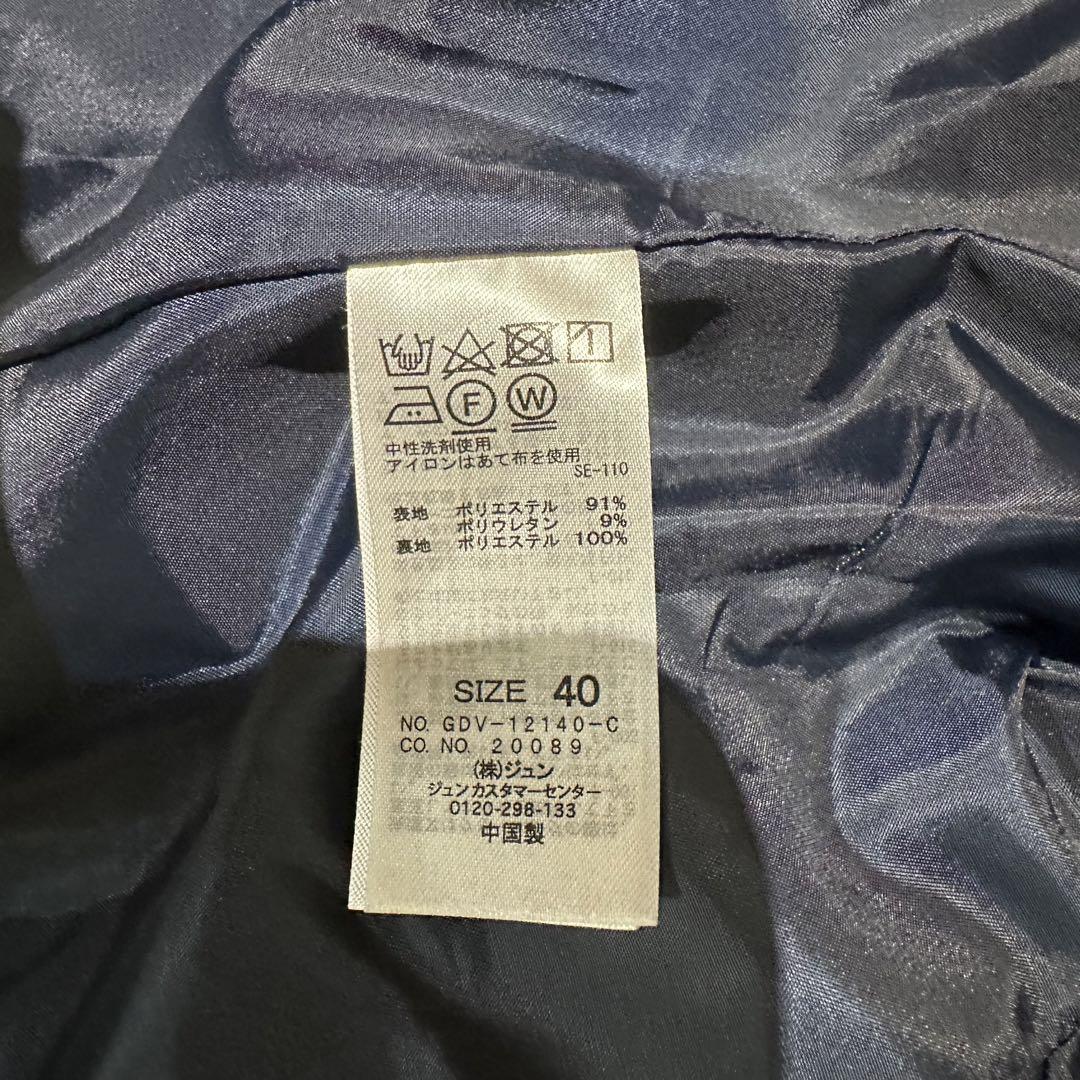 F W
中性洗剤使用
アイロンはあて布を使用
SE-110
表地 ポリエステル 91%
ポリウレタン 9%
裏地 ポリエステル 100%
SIZE 40
NO. GDV-12140-C
CO. NO. 20089
(株)ジュン
ジュンカスタマーセンター
0120-298-133
中国製